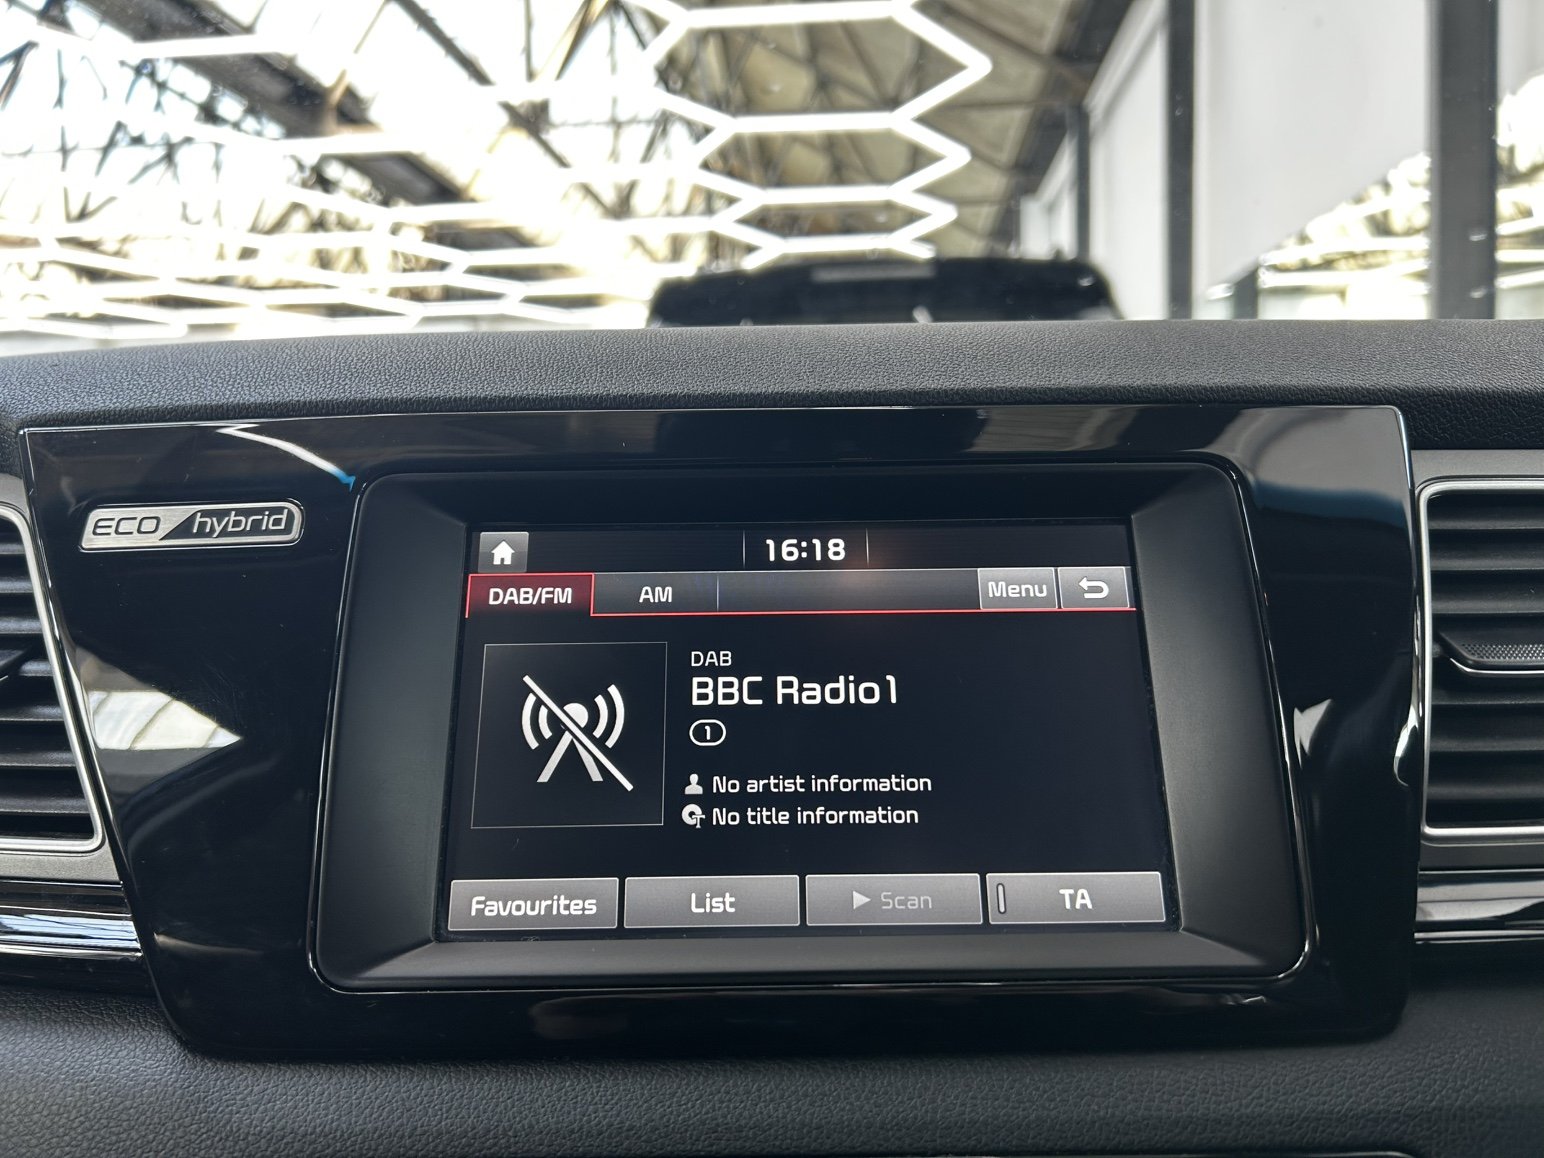 ECO hybrid
16:18
DAB/FM AM Menu
DAB
BBC Radio1
1
No artist information
No title information
Favourites List Scan TA